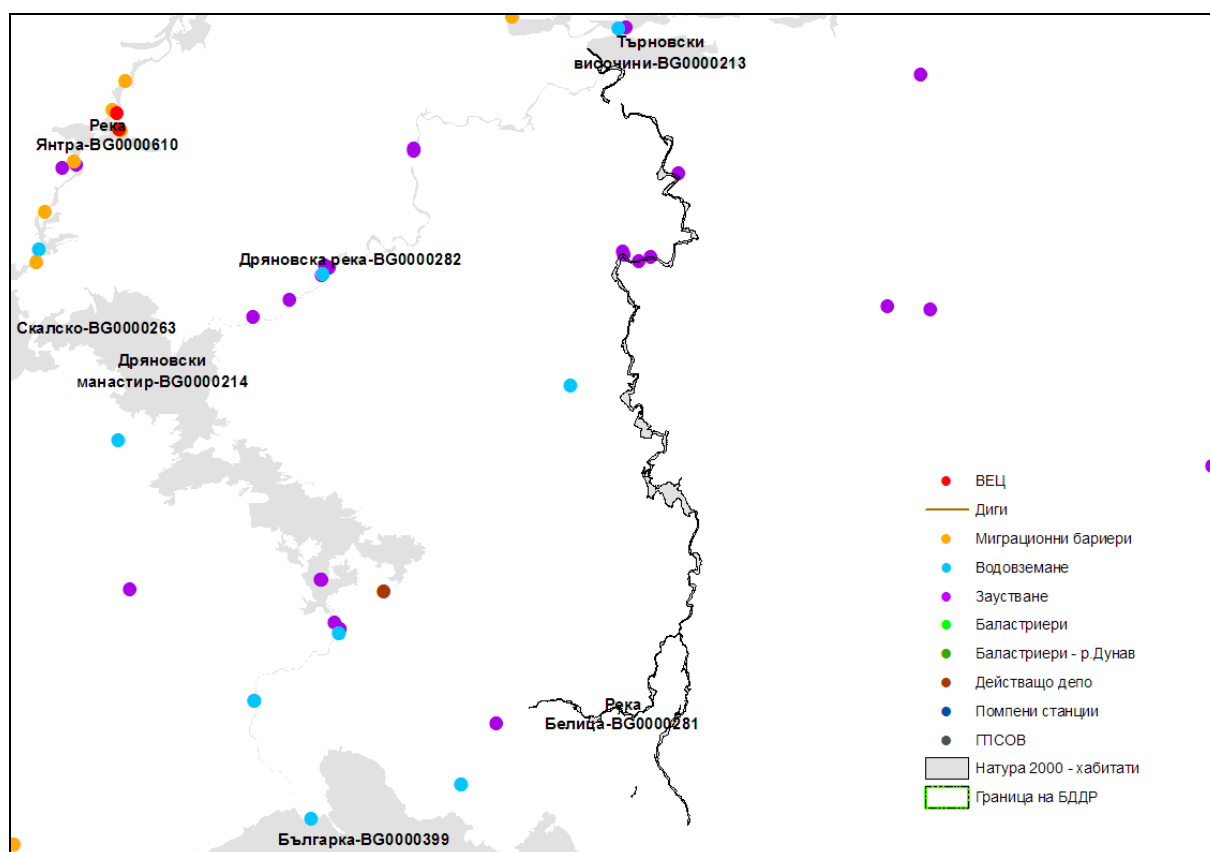 Търновски
височини-BG0000213
Река
Янтра-BG0000610
Дряновска река-BG0000282
Скалско-BG0000263
Дряновски
манастир-BG0000214
Река
Белица-BG0000281
Българка-BG0000399
ВЕЦ
Диги
Миграционни бариери
Водовземане
Заустване
Баластриери
Баластриери - р.Дунав
Действащо депо
Помпени станции
ГПСОВ
Натура 2000 - хабитати
Граница на БДДР